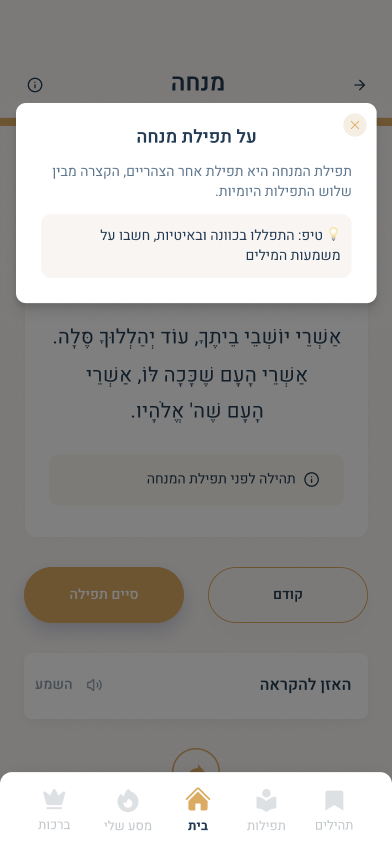 מנחה
על תפילת מנחה
תפילת המנחה היא תפילת אחר הצהריים, הקצרה מבין
שלוש התפילות היומיות.
💡 טיפ: התפללו בכוונה ובאיטיות, חשבו על
משמעות המילים
אַשְׁרֵי יוֹשְׁבֵי בֵיתֶךָ, עוֹד יְהַלְלוּךָ סֶּלָה.
אַשְׁרֵי הָעָם שֶׁכָּכָה לּוֹ, אַשְׁרֵי
הָעָם שֶׁה' אֱלֹהָיו.
תהילה לפני תפילת המנחה
קודם
סיים תפילה
האזן להקראה
השמע
תהילים
תפילות
בית
מסע שלי
ברכות